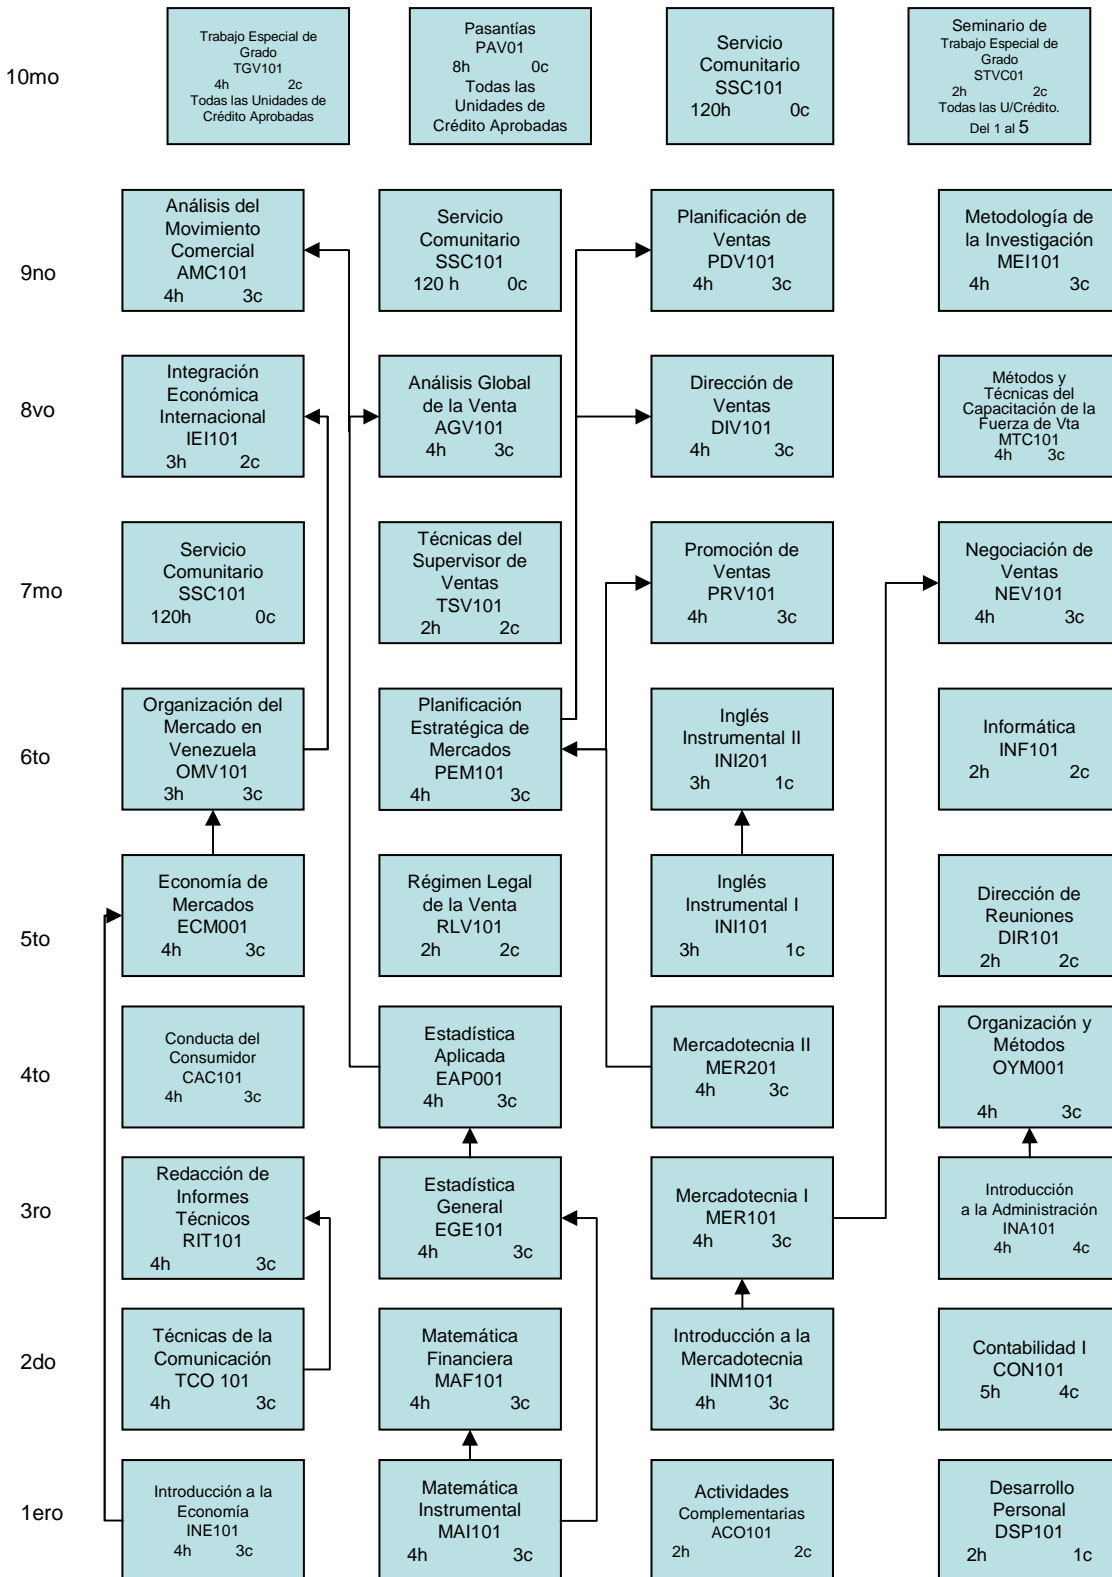 10mo
Trabajo Especial de
Grado
TGV101
4h 2c
Todas las Unidades de
Crédito Aprobadas
Pasantías
PAV01
8h 0c
Todas las
Unidades de
Crédito Aprobadas
Servicio
Comunitario
SSC101
120h 0c
Seminario de
Trabajo Especial de
Grado
STVC01
2h 2c
Todas las U/Crédito.
Del 1 al 5
9no
Análisis del
Movimiento
Comercial
AMC101
4h 3c
Servicio
Comunitario
SSC101
120 h 0c
Planificación de
Ventas
PDV101
4h 3c
Metodología de
la Investigación
MEI101
4h 3c
8vo
Integración
Económica
Internacional
IEI101
3h 2c
Análisis Global
de la Venta
AGV101
4h 3c
Dirección de
Ventas
DIV101
4h 3c
Métodos y
Técnicas del
Capacitación de la
Fuerza de Vta
MTC101
4h 3c
7mo
Servicio
Comunitario
SSC101
120h 0c
Técnicas del
Supervisor de
Ventas
TSV101
2h 2c
Promoción de
Ventas
PRV101
4h 3c
Negociación de
Ventas
NEV101
4h 3c
6to
Organización del
Mercado en
Venezuela
OMV101
3h 3c
Planificación
Estratégica de
Mercados
PEM101
4h 3c
Inglés
Instrumental II
INI201
3h 1c
Informática
INF101
2h 2c
5to
Economía de
Mercados
ECM001
4h 3c
Régimen Legal
de la Venta
RLV101
2h 2c
Inglés
Instrumental I
INI101
3h 1c
Dirección de
Reuniones
DIR101
2h 2c
4to
Conducta del
Consumidor
CAC101
4h 3c
Estadística
Aplicada
EAP001
4h 3c
Mercadotecnia II
MER201
4h 3c
Organización y
Métodos
OYM001
4h 3c
3ro
Redacción de
Informes
Técnicos
RIT101
4h 3c
Estadística
General
EGE101
4h 3c
Mercadotecnia I
MER101
4h 3c
Introducción
a la Administración
INA101
4h 4c
2do
Técnicas de la
Comunicación
TCO 101
4h 3c
Matemática
Financiera
MAF101
4h 3c
Introducción a la
Mercadotecnia
INM101
4h 3c
Contabilidad I
CON101
5h 4c
1ero
Introducción a la
Economía
INE101
4h 3c
Matemática
Instrumental
MAI101
4h 3c
Actividades
Complementarias
ACO101
2h 2c
Desarrollo
Personal
DSP101
2h 1c